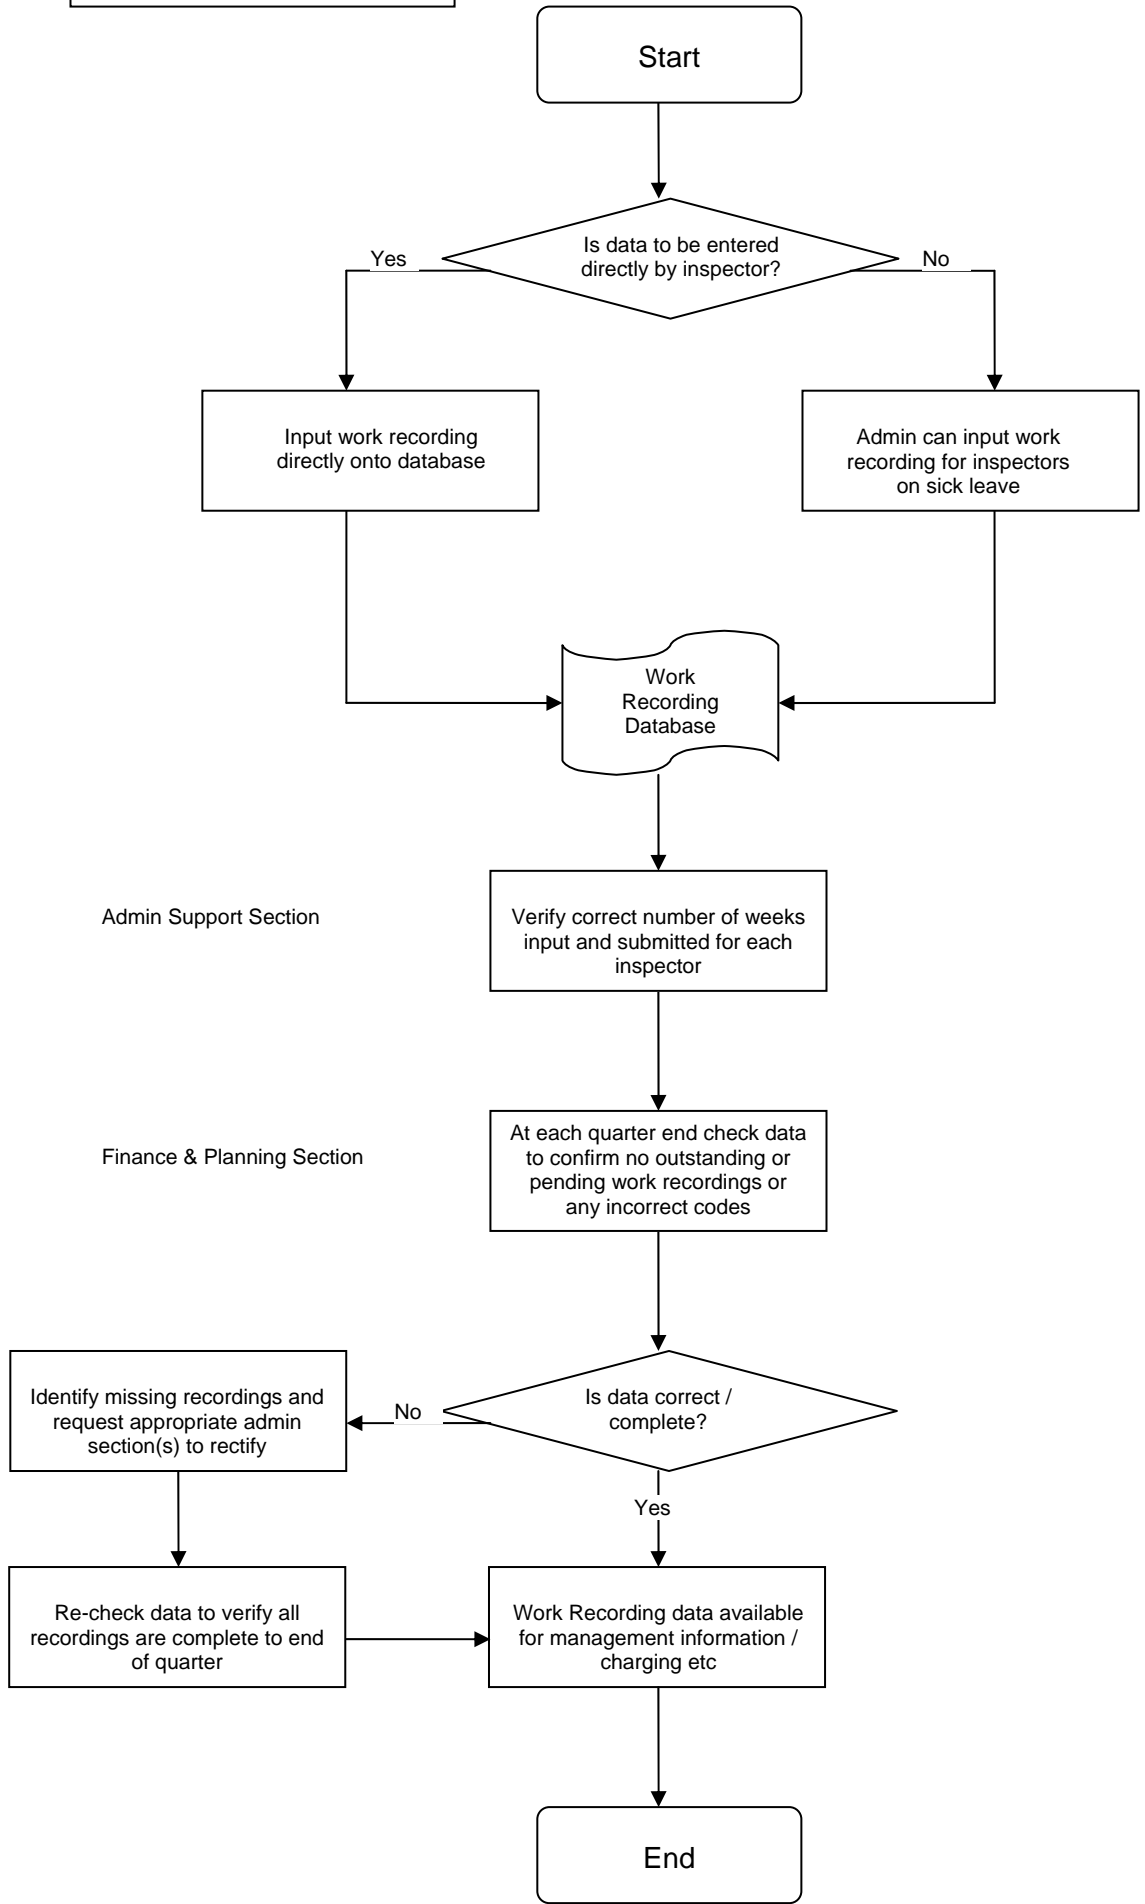 Start
Is data to be entered
directly by inspector?
Yes
No
Input work recording
directly onto database
Admin can input work
recording for inspectors
on sick leave
Work
Recording
Database
Admin Support Section
Verify correct number of weeks
input and submitted for each
inspector
Finance & Planning Section
At each quarter end check data
to confirm no outstanding or
pending work recordings or
any incorrect codes
Identify missing recordings and
request appropriate admin
section(s) to rectify
No
Is data correct /
complete?
Yes
Re-check data to verify all
recordings are complete to end
of quarter
Work Recording data available
for management information /
charging etc
End